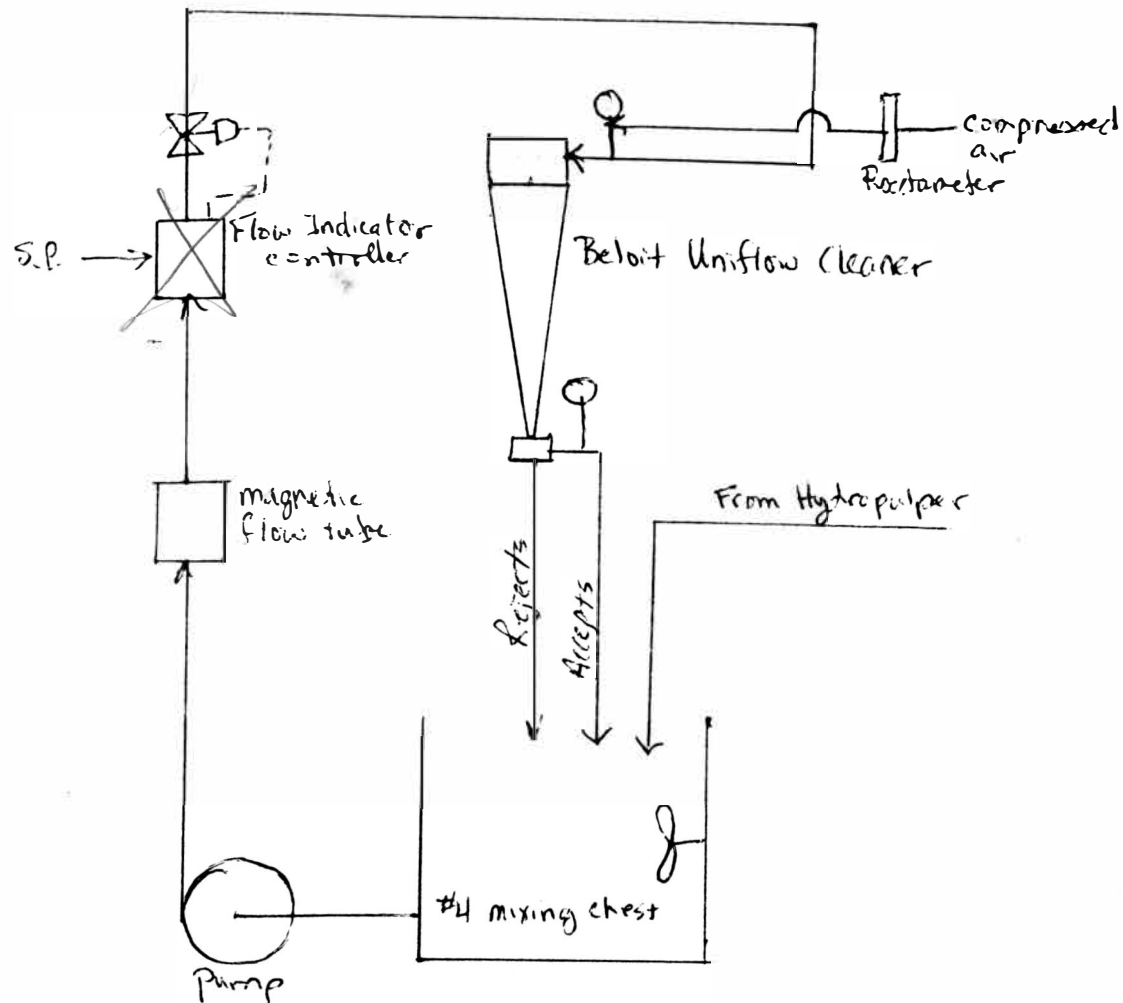 compressed
air
Rotameter
Flow Indicator
controller
S.P.
Beloit Uniflow Cleaner
magnetic
flow tube
From Hytropulper
Rejects
Accepts
#4 mixing chest
Pump